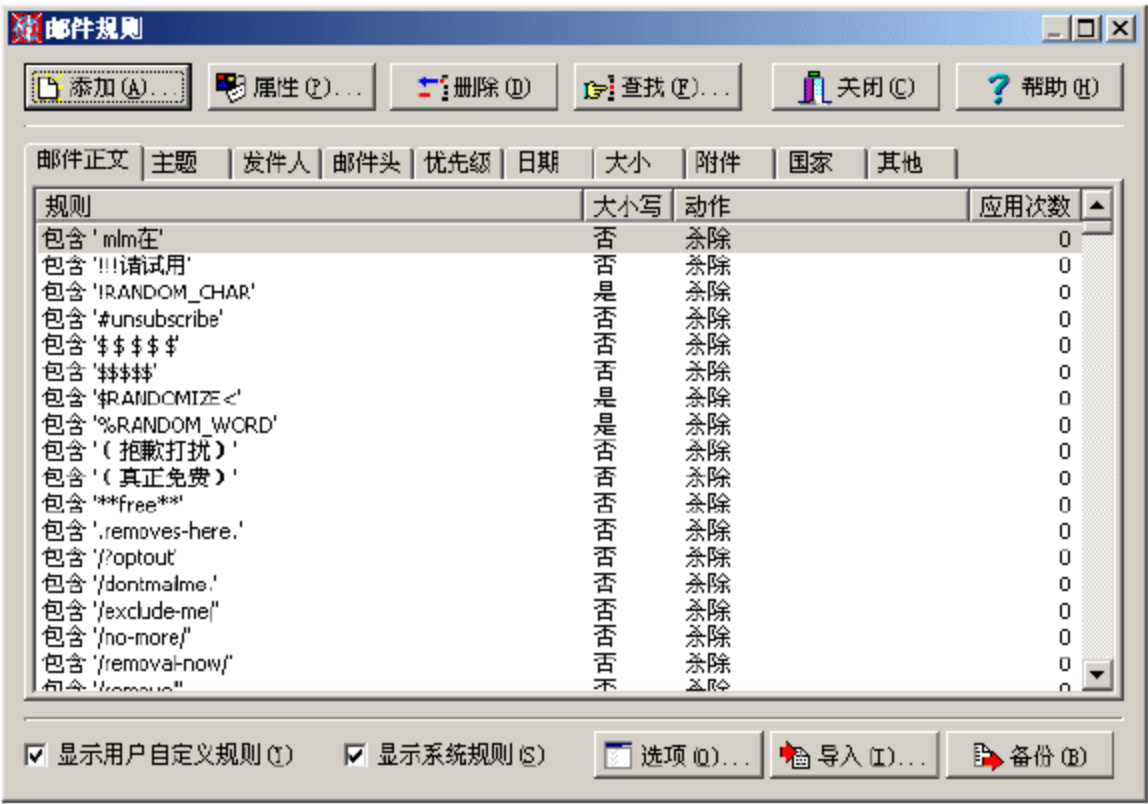 邮件规则
添加(A)... 属性(P)... 删除(D) 查找(F)... 关闭(C) 帮助(H)
邮件正文 主题 发件人 邮件头 优先级 日期 大小 附件 国家 其他
规则 大小写 动作 应用次数
包含 ' mlm在' 否 杀除 0
包含 '!!!请试用' 否 杀除 0
包含 '!RANDOM_CHAR' 是 杀除 0
包含 '#unsubscribe' 否 杀除 0
包含 '$ $ $ $ $' 否 杀除 0
包含 '$$$$$' 否 杀除 0
包含 '$RANDOMIZE<' 是 杀除 0
包含 '%RANDOM_WORD' 是 杀除 0
包含 '( 抱歉打扰 ) ' 否 杀除 0
包含 '( 真正免费 ) ' 否 杀除 0
包含 '**free**' 否 杀除 0
包含 '.removes-here.' 否 杀除 0
包含 '/?optout' 否 杀除 0
包含 '/dontmailme.' 否 杀除 0
包含 '/exclude-me/' 否 杀除 0
包含 '/no-more/' 否 杀除 0
包含 '/removal-now/' 否 杀除 0
显示用户自定义规则(Y) 显示系统规则(S) 选项(O)... 导入(I)... 备份(B)